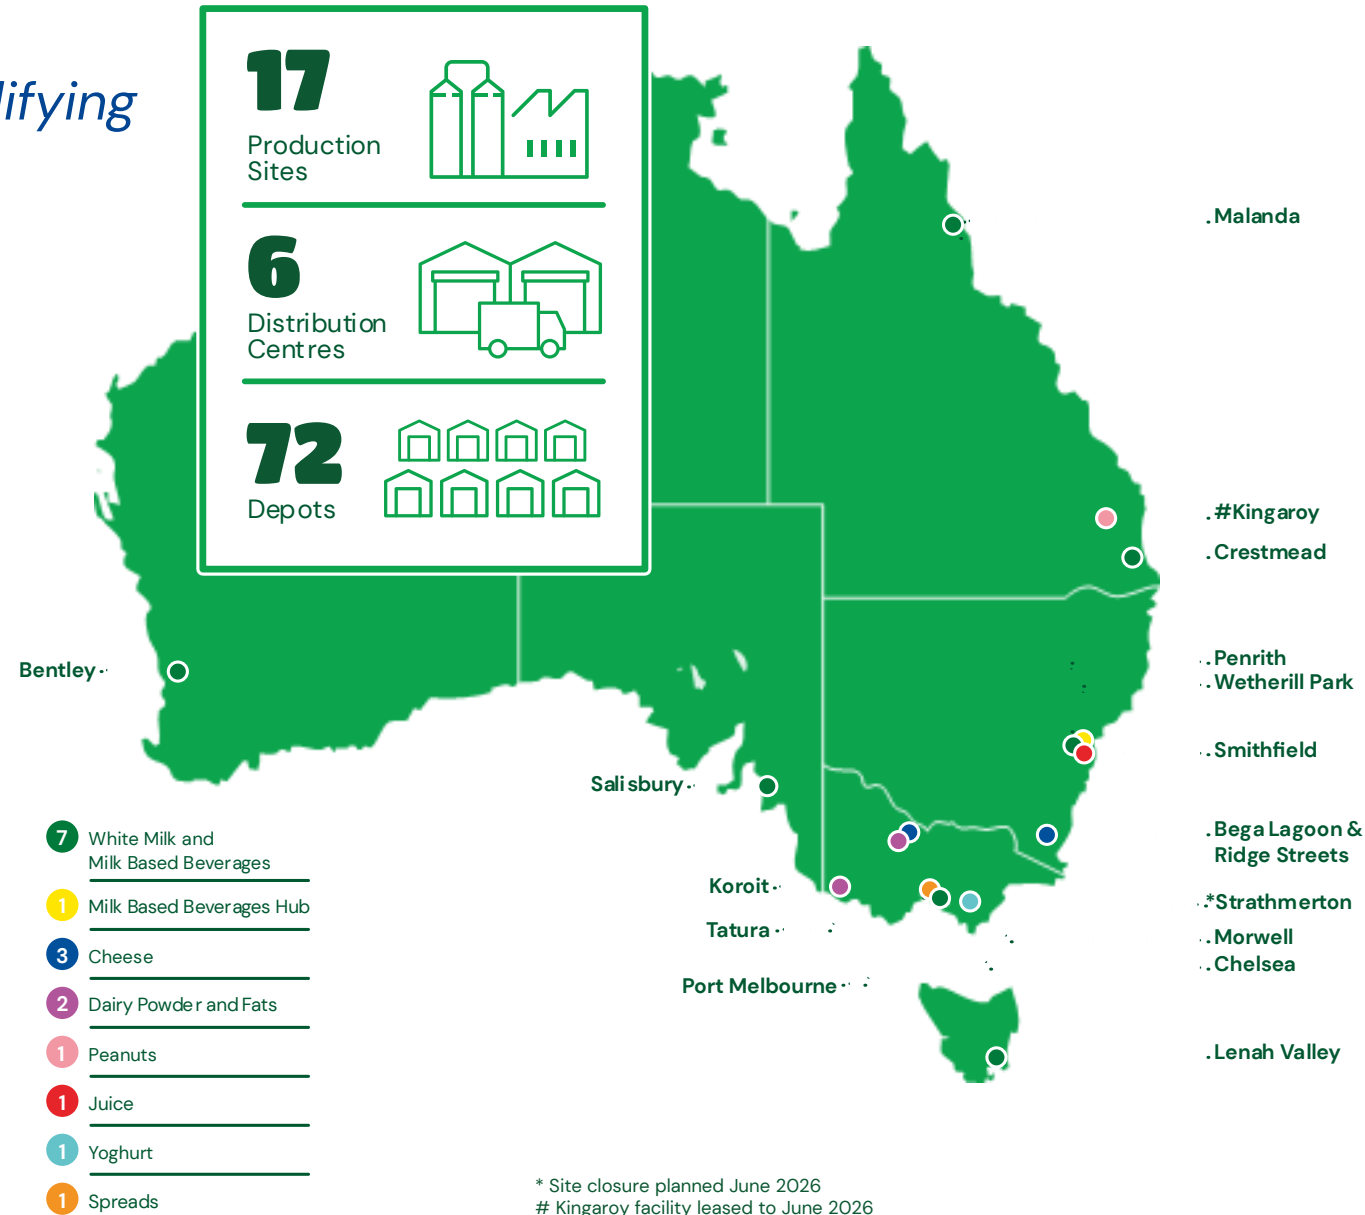 lifying
17
Production
Sites
6
Distribution
Centres
72
Depots
Malanda
#Kingaroy
Crestmead
Penrith
Wetherill Park
Smithfield
Bega Lagoon &
Ridge Streets
*Strathmerton
Morwell
Chelsea
Lenah Valley
Bentley
Salisbury
Koroit
Tatura
Port Melbourne
7 White Milk and
Milk Based Beverages
1 Milk Based Beverages Hub
3 Cheese
2 Dairy Powder and Fats
1 Peanuts
1 Juice
1 Yoghurt
1 Spreads
* Site closure planned June 2026
# Kingaroy facility leased to June 2026